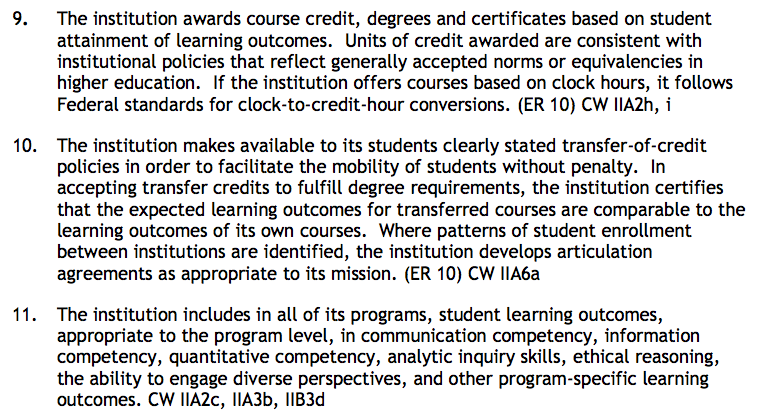 9. The institution awards course credit, degrees and certificates based on student
attainment of learning outcomes. Units of credit awarded are consistent with
institutional policies that reflect generally accepted norms or equivalencies in
higher education. If the institution offers courses based on clock hours, it follows
Federal standards for clock-to-credit-hour conversions. (ER 10) CW IIA2h, i
10. The institution makes available to its students clearly stated transfer-of-credit
policies in order to facilitate the mobility of students without penalty. In
accepting transfer credits to fulfill degree requirements, the institution certifies
that the expected learning outcomes for transferred courses are comparable to the
learning outcomes of its own courses. Where patterns of student enrollment
between institutions are identified, the institution develops articulation
agreements as appropriate to its mission. (ER 10) CW IIA6a
11. The institution includes in all of its programs, student learning outcomes,
appropriate to the program level, in communication competency, information
competency, quantitative competency, analytic inquiry skills, ethical reasoning,
the ability to engage diverse perspectives, and other program-specific learning
outcomes. CW IIA2c, IIA3b, IIB3d